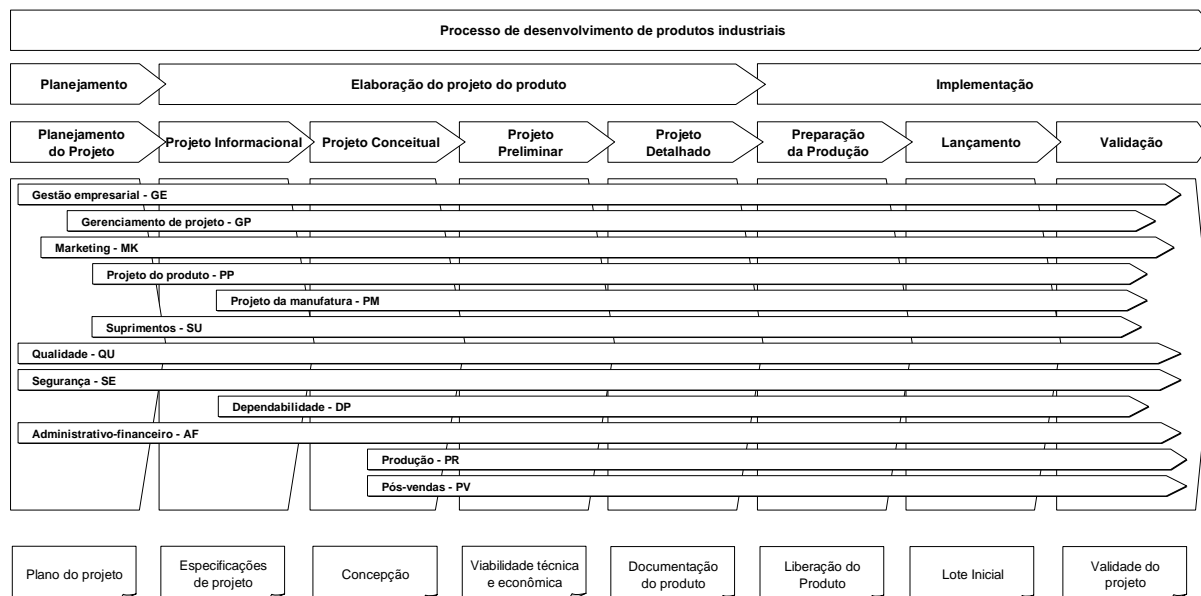 Processo de desenvolvimento de produtos industriais
Planejamento
Elaboração do projeto do produto
Implementação
Planejamento
do Projeto
Projeto Informacional
Projeto Conceitual
Projeto
Preliminar
Projeto
Detalhado
Preparação
da Produção
Lançamento
Validação
Gestão empresarial - GE
Gerenciamento de projeto - GP
Marketing - MK
Projeto do produto - PP
Projeto da manufatura - PM
Suprimentos - SU
Qualidade - QU
Segurança - SE
Dependabilidade - DP
Administrativo-financeiro - AF
Produção - PR
Pós-vendas - PV
Plano do projeto
Especificações
de projeto
Concepção
Viabilidade técnica
e econômica
Documentação
do produto
Liberação do
Produto
Lote Inicial
Validade do
projeto